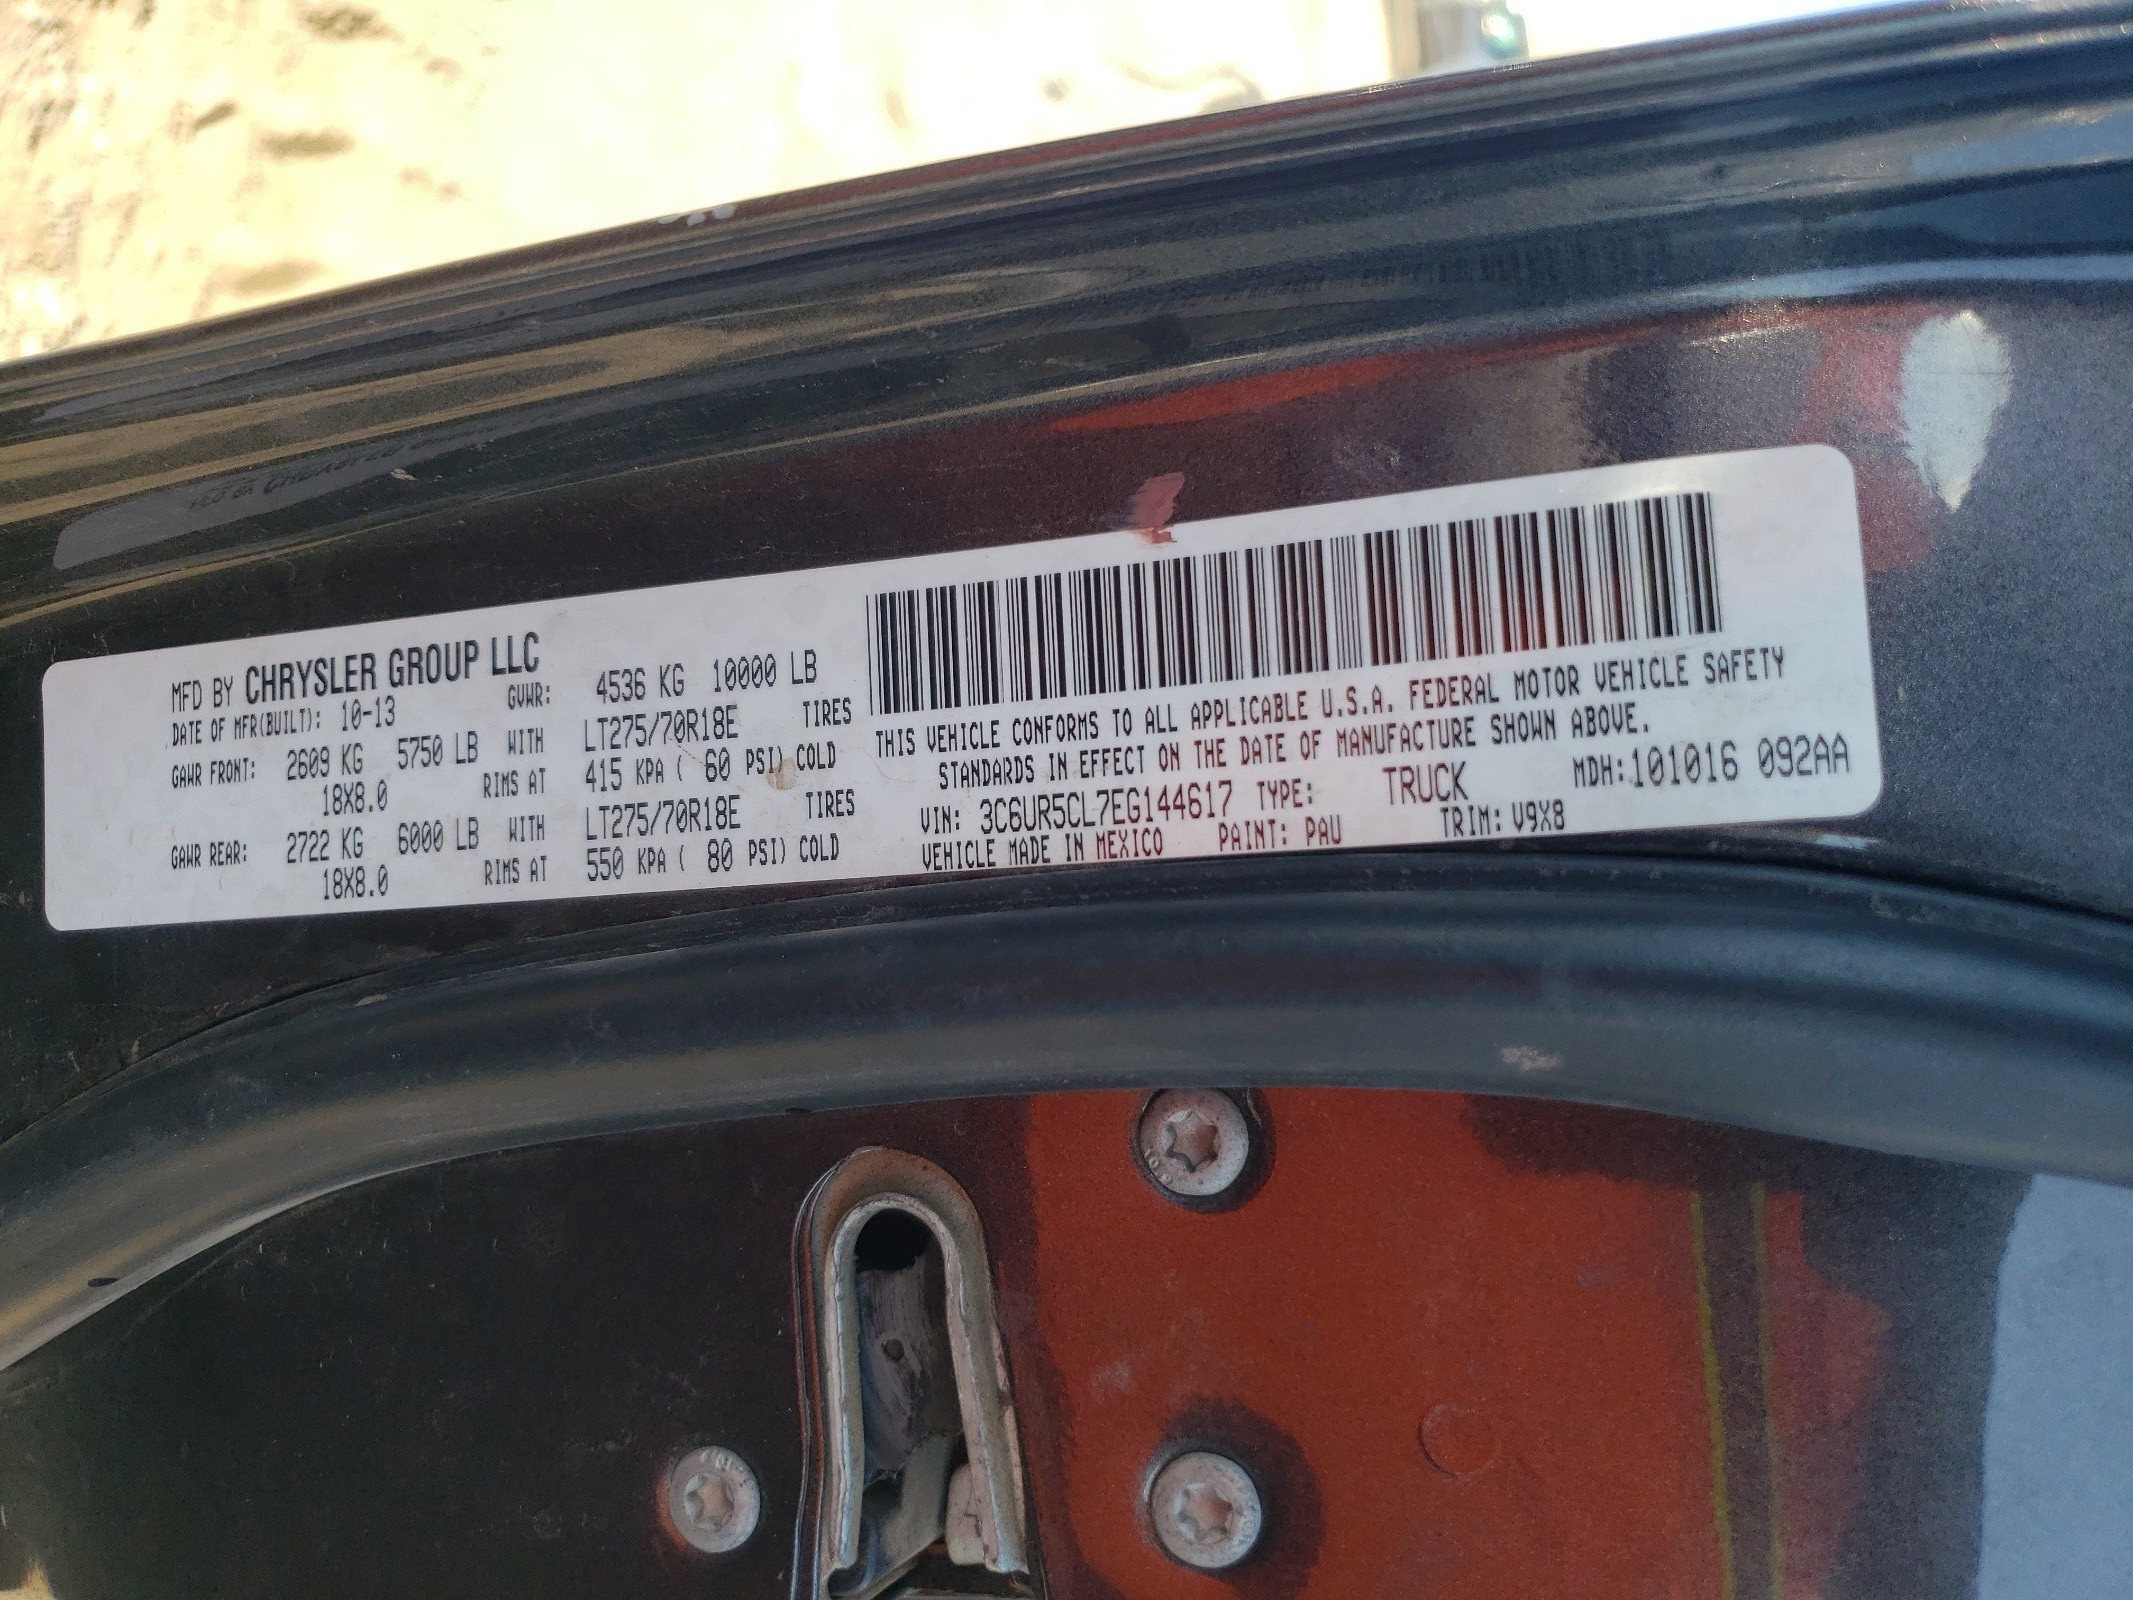 MFD BY CHRYSLER GROUP LLC
DATE OF MFR(BUILT): 10-13 GVWR: 4536 KG 10000 LB
GAWR FRONT: 2609 KG 5750 LB WITH LT275/70R18E TIRES
18X8.0 RIMS AT 415 KPA ( 60 PSI) COLD
GAWR REAR: 2722 KG 6000 LB WITH LT275/70R18E TIRES
18X8.0 RIMS AT 550 KPA ( 80 PSI) COLD
THIS VEHICLE CONFORMS TO ALL APPLICABLE U.S.A. FEDERAL MOTOR VEHICLE SAFETY
STANDARDS IN EFFECT ON THE DATE OF MANUFACTURE SHOWN ABOVE.
MDH:101016 092AA
VIN: 3C6UR5CL7EG144617 TYPE: TRUCK
VEHICLE MADE IN MEXICO PAINT: PAU TRIM: V9X8
10.9